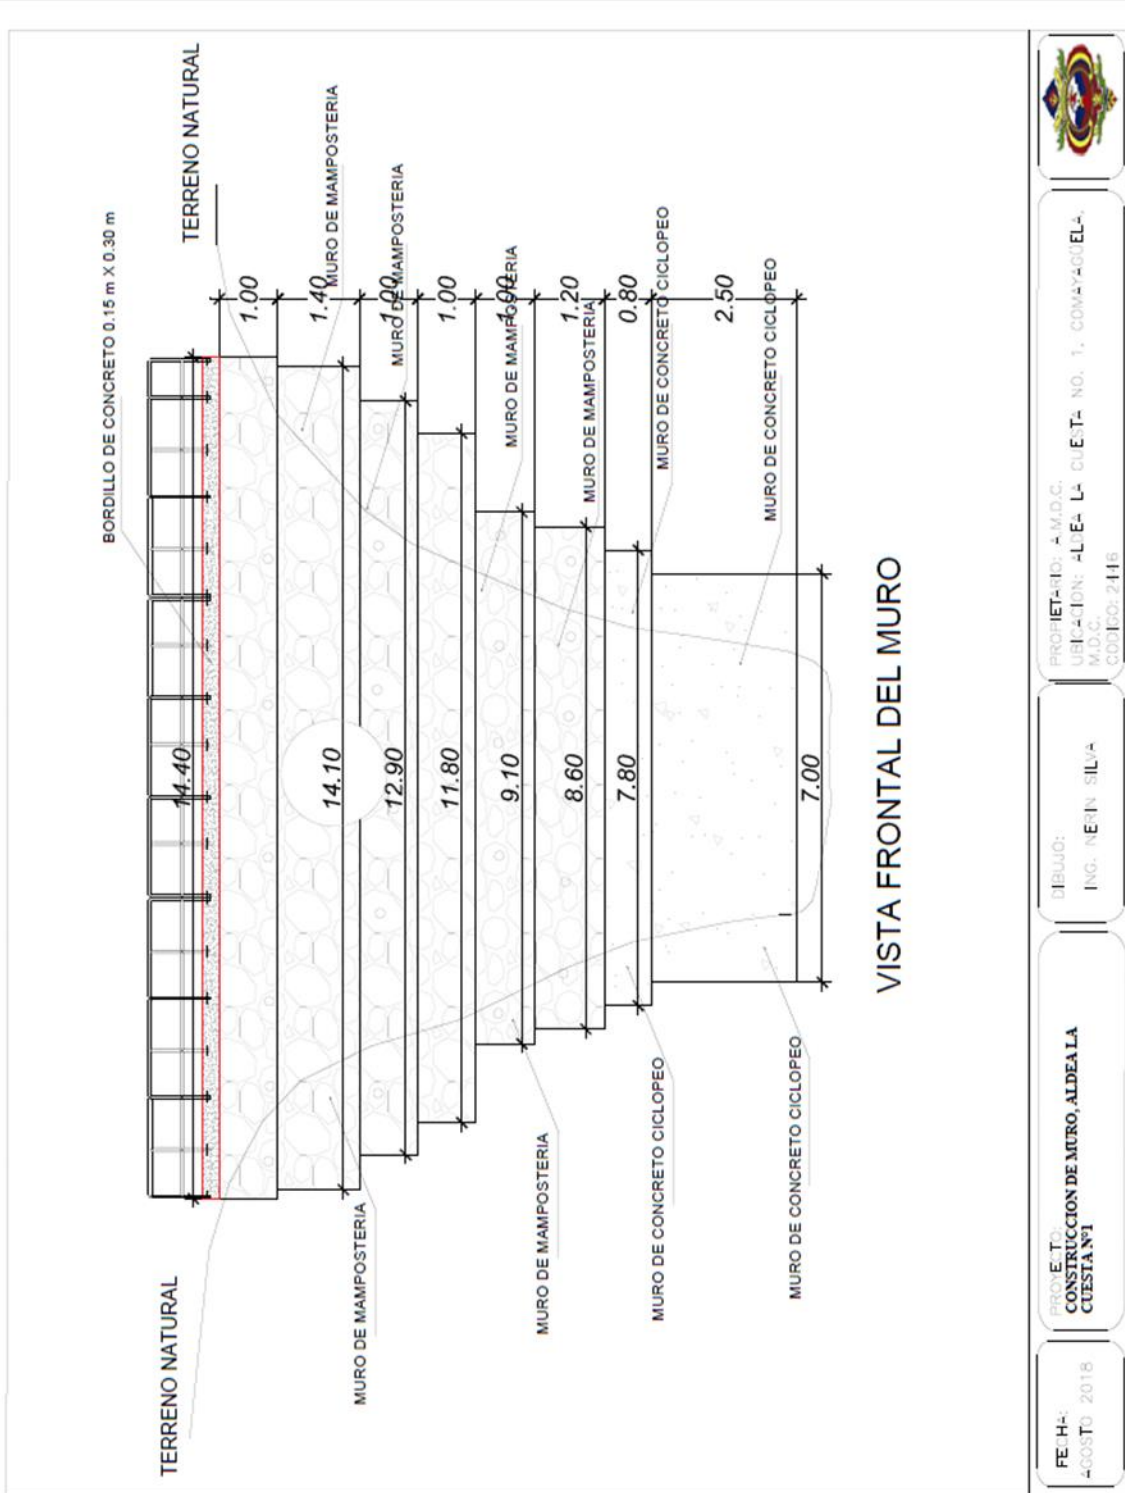 BORDILLO DE CONCRETO 0.15 m X 0.30 m
TERRENO NATURAL
TERRENO NATURAL
14.40
1.00
MURO DE MAMPOSTERIA
1.40
14.10
MURO DE MAMPOSTERIA
MURO DE MAMPOSTERIA
1.00
12.90
1.00
11.80
MURO DE MAMPOSTERIA
1.00
9.10
MURO DE MAMPOSTERIA
MURO DE MAMPOSTERIA
1.20
8.60
MURO DE CONCRETO CICLOPEO
0.80
7.80
MURO DE CONCRETO CICLOPEO
MURO DE CONCRETO CICLOPEO
2.50
MURO DE CONCRETO CICLOPEO
7.00
VISTA FRONTAL DEL MURO
FECHA:
AGOSTO 2018
PROYECTO:
CONSTRUCCION DE MURO, ALDEA LA
CUESTA Nº1
DIBUJO:
ING. NERIN SILVA
PROPIETARIO: A.M.D.C.
UBICACION: ALDEA LA CUESTA NO. 1. COMAYAGÜELA.
M.D.C.
CODIGO: 2446